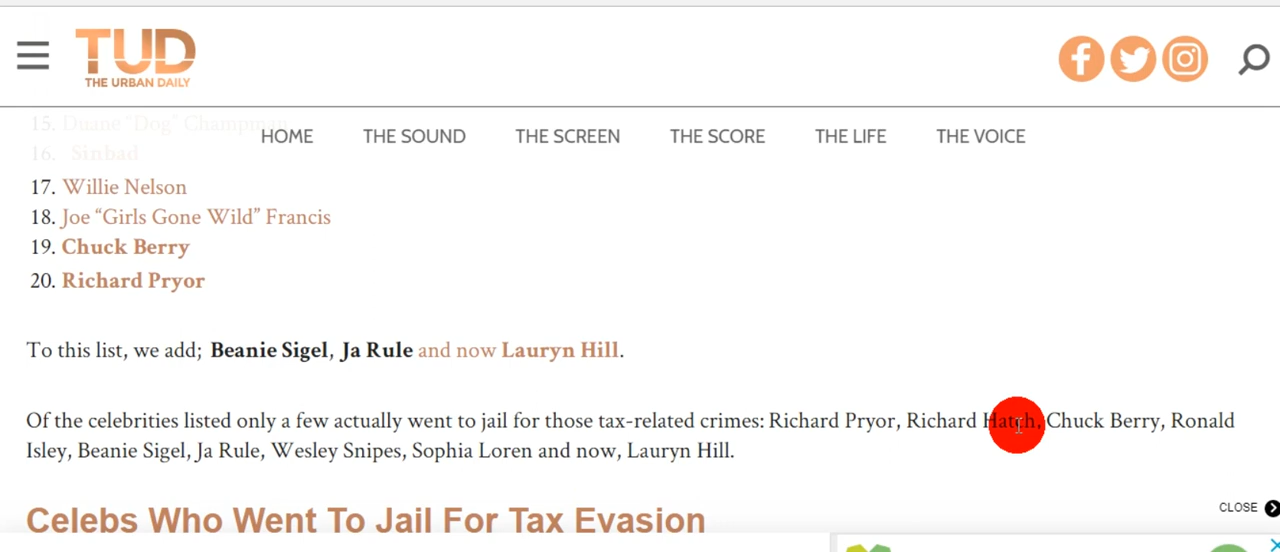 TUD
THE URBAN DAILY
15. Duane “Dog” Champman
HOME THE SOUND THE SCREEN THE SCORE THE LIFE THE VOICE
16. Sinbad
17. Willie Nelson
18. Joe “Girls Gone Wild” Francis
19. Chuck Berry
20. Richard Pryor
To this list, we add; Beanie Sigel, Ja Rule and now Lauryn Hill.
Of the celebrities listed only a few actually went to jail for those tax-related crimes: Richard Pryor, Richard Hatch, Chuck Berry, Ronald
Isley, Beanie Sigel, Ja Rule, Wesley Snipes, Sophia Loren and now, Lauryn Hill.
CLOSE
Celebs Who Went To Jail For Tax Evasion